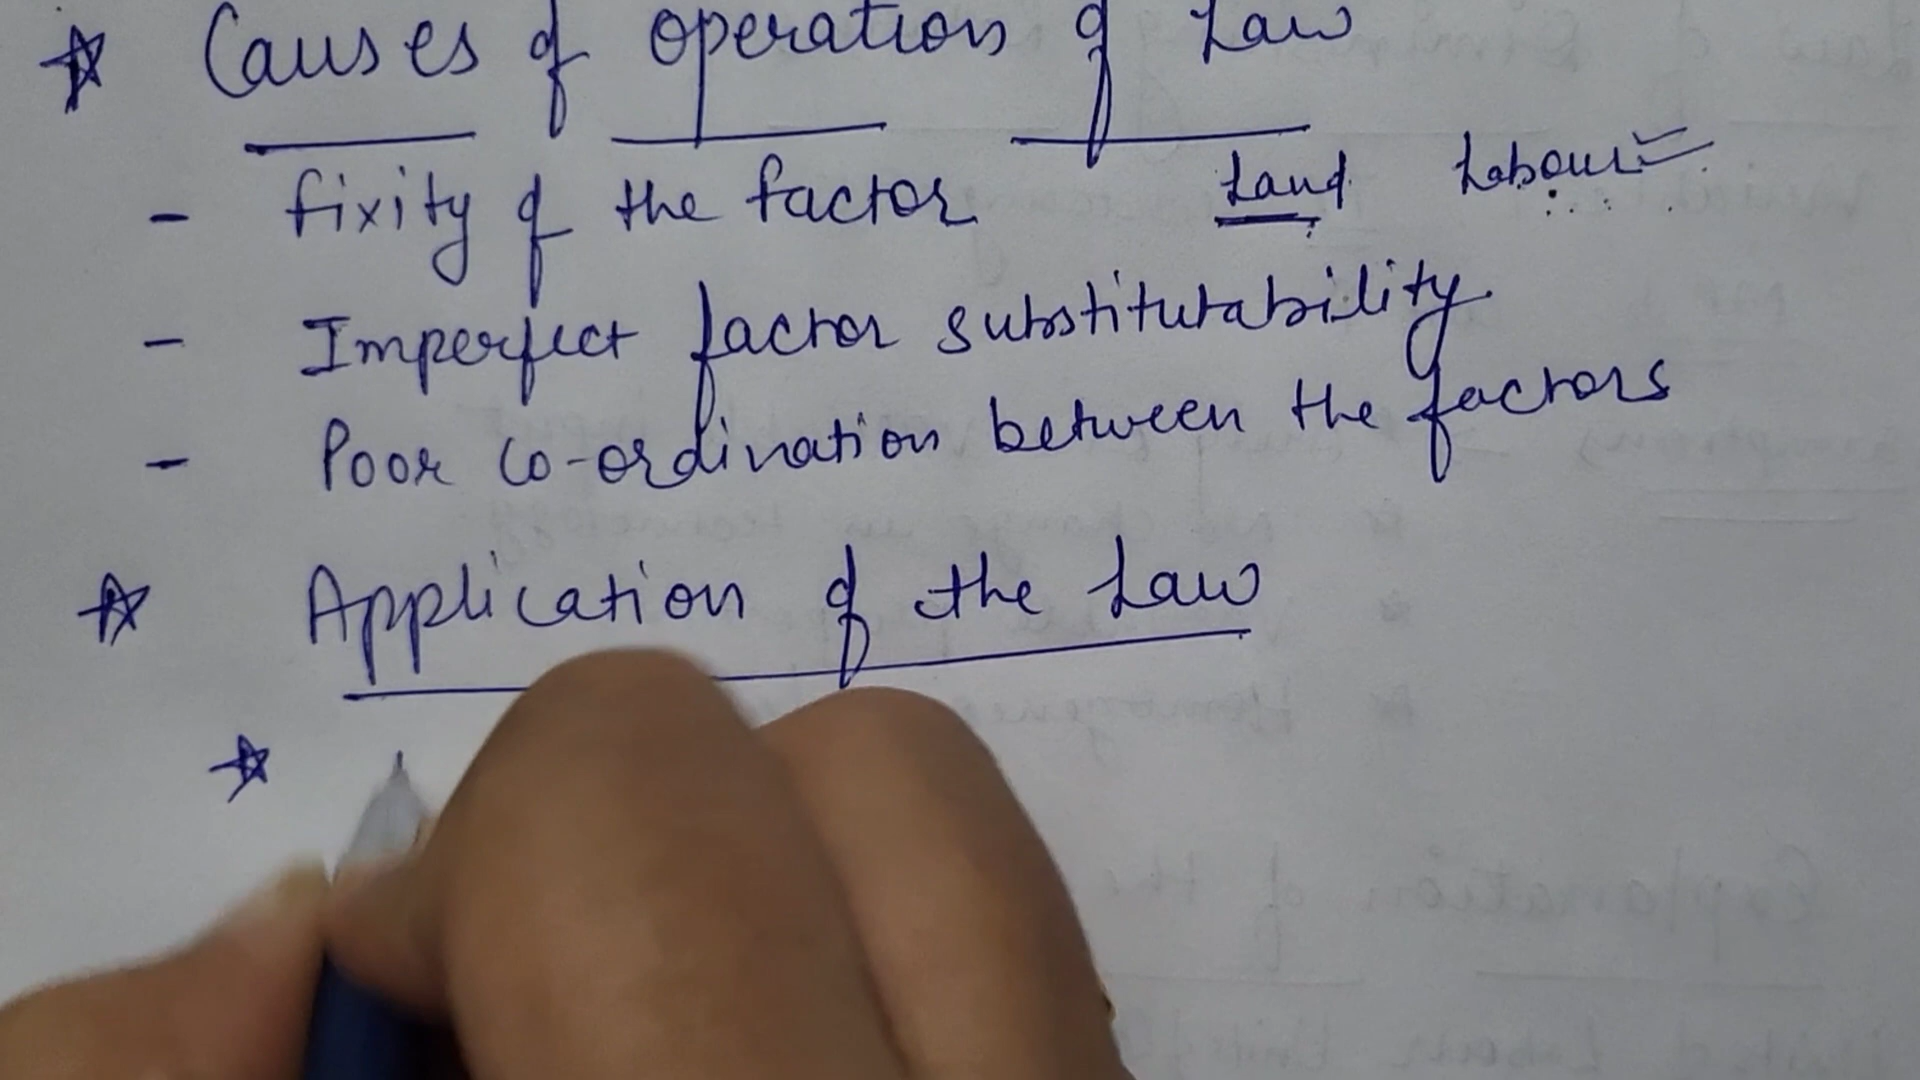 Causes of operation of Law
- fixity of the factor Land Labour
- Imperfect factor substitutability.
- Poor co-ordination between the factors
Application of the Law